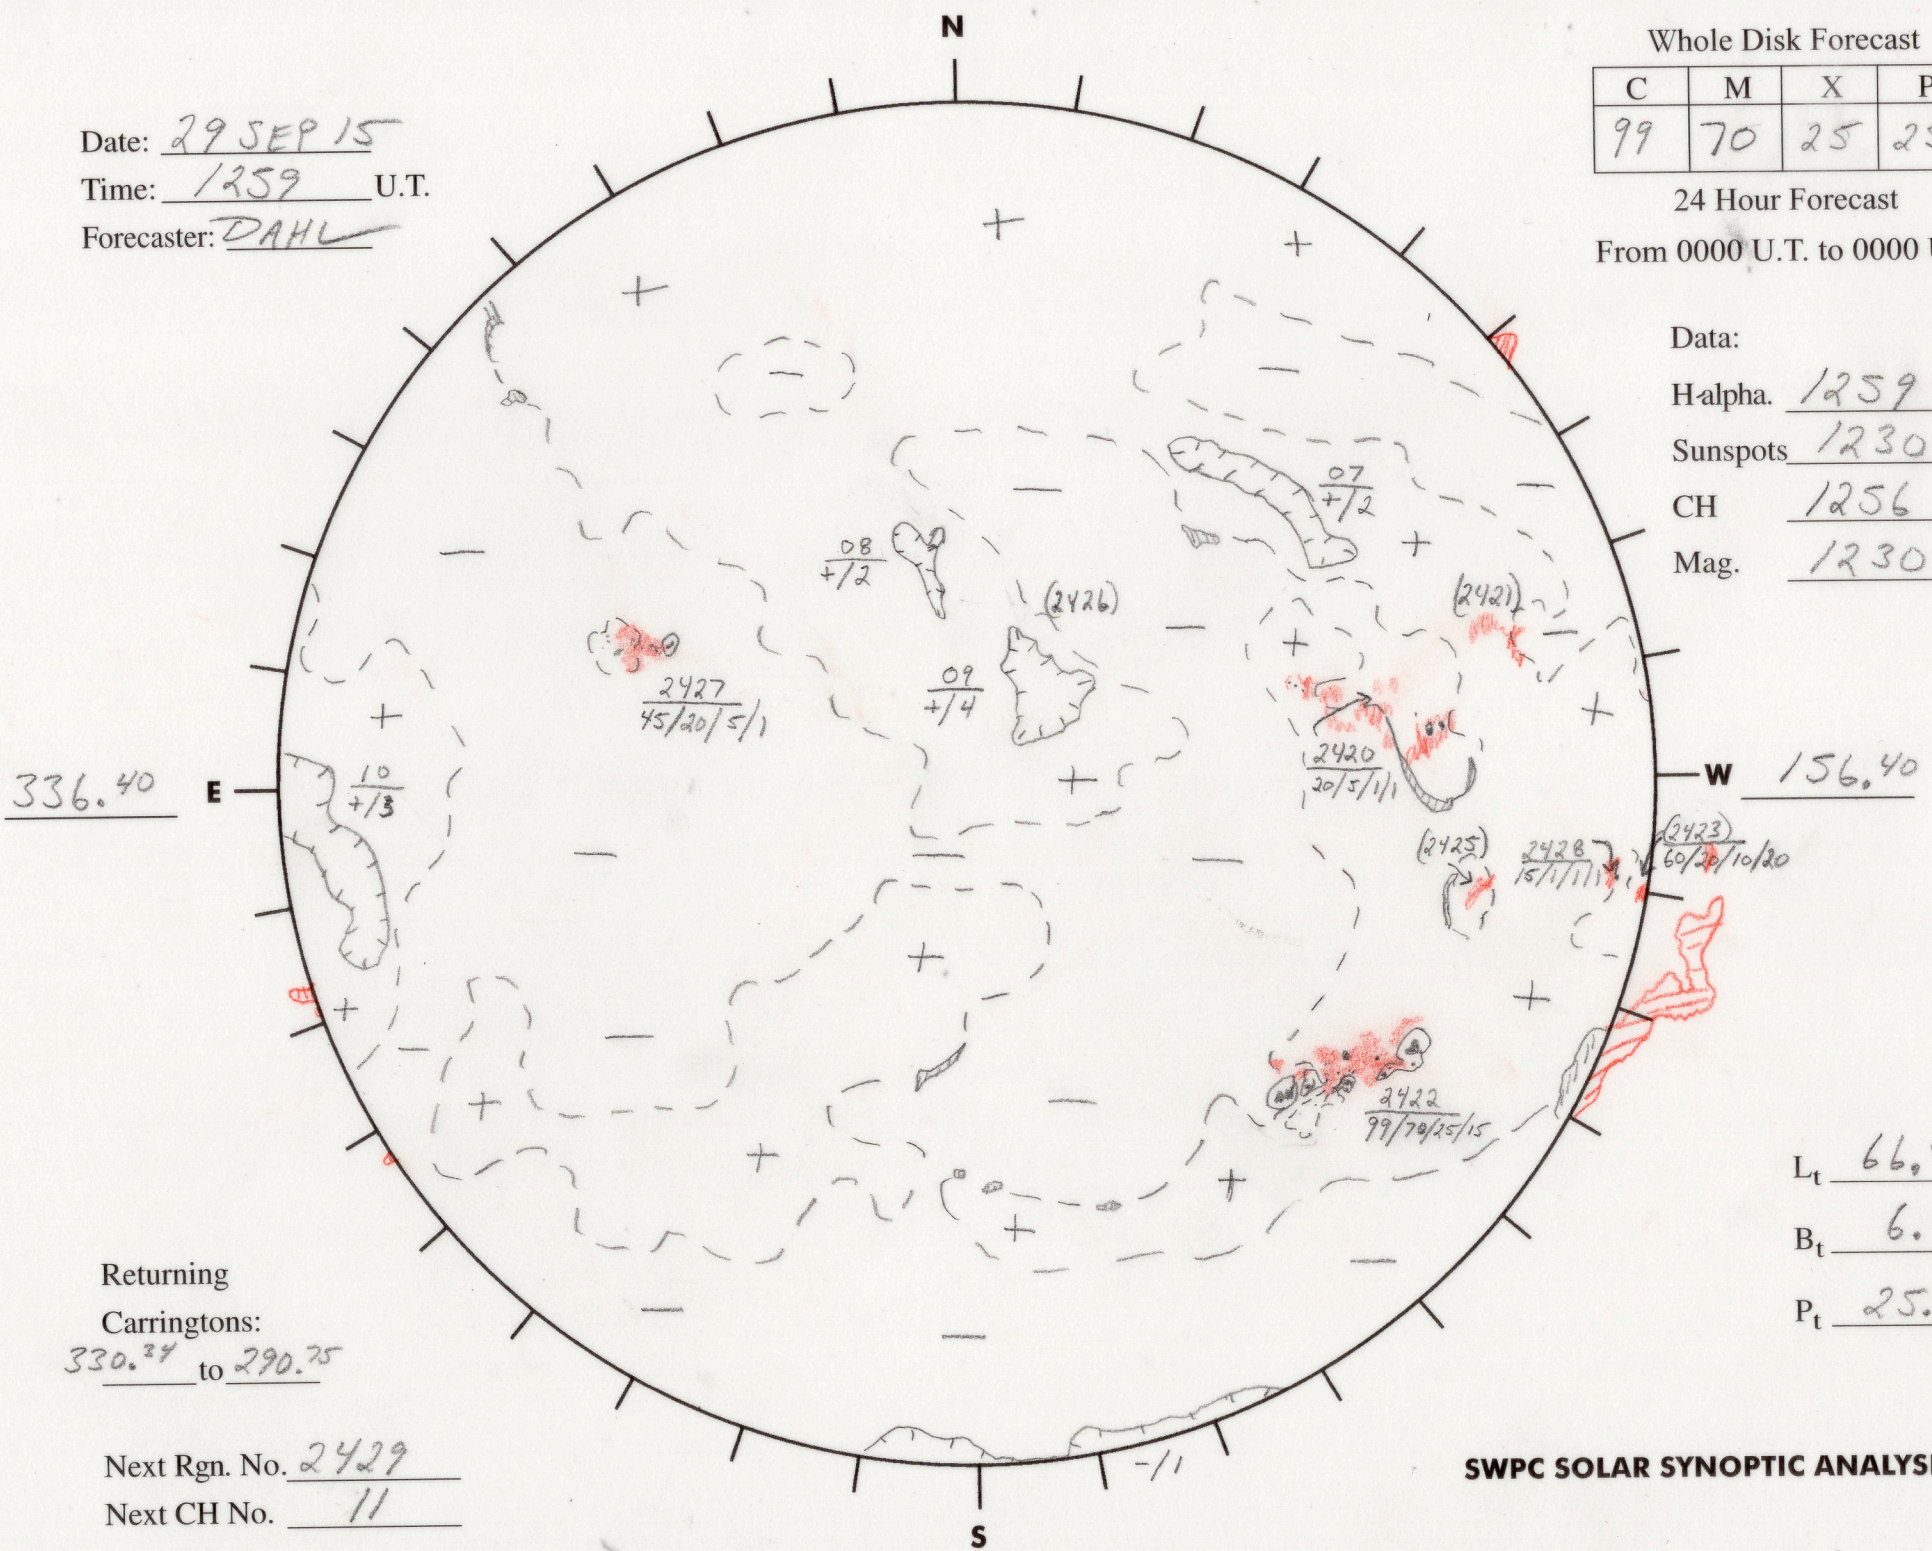 N
Whole Disk Forecast
C M X P
99 70 25 25
24 Hour Forecast
From 0000 U.T. to 0000 U
Date: 29 SEP 15
Time: 1259 U.T.
Forecaster: DAHL
Data:
H-alpha. 1259
Sunspots 1230
CH 1256
Mag. 1230
07
+/2
08
+/2
(2426)
(2421)
2427
45/20/5/1
09
+/4
10
+/3
2420
20/5/1/1
336.40 E
W 156.40
(2425)
2428
15/1/1/1
(2423)
60/20/10/20
2422
99/70/25/15
Lt 66.
Bt 6.
Pt 25.
Returning
Carringtons:
330.34 to 290.75
Next Rgn. No. 2429
Next CH No. 11
-/1
SWPC SOLAR SYNOPTIC ANALYS
S